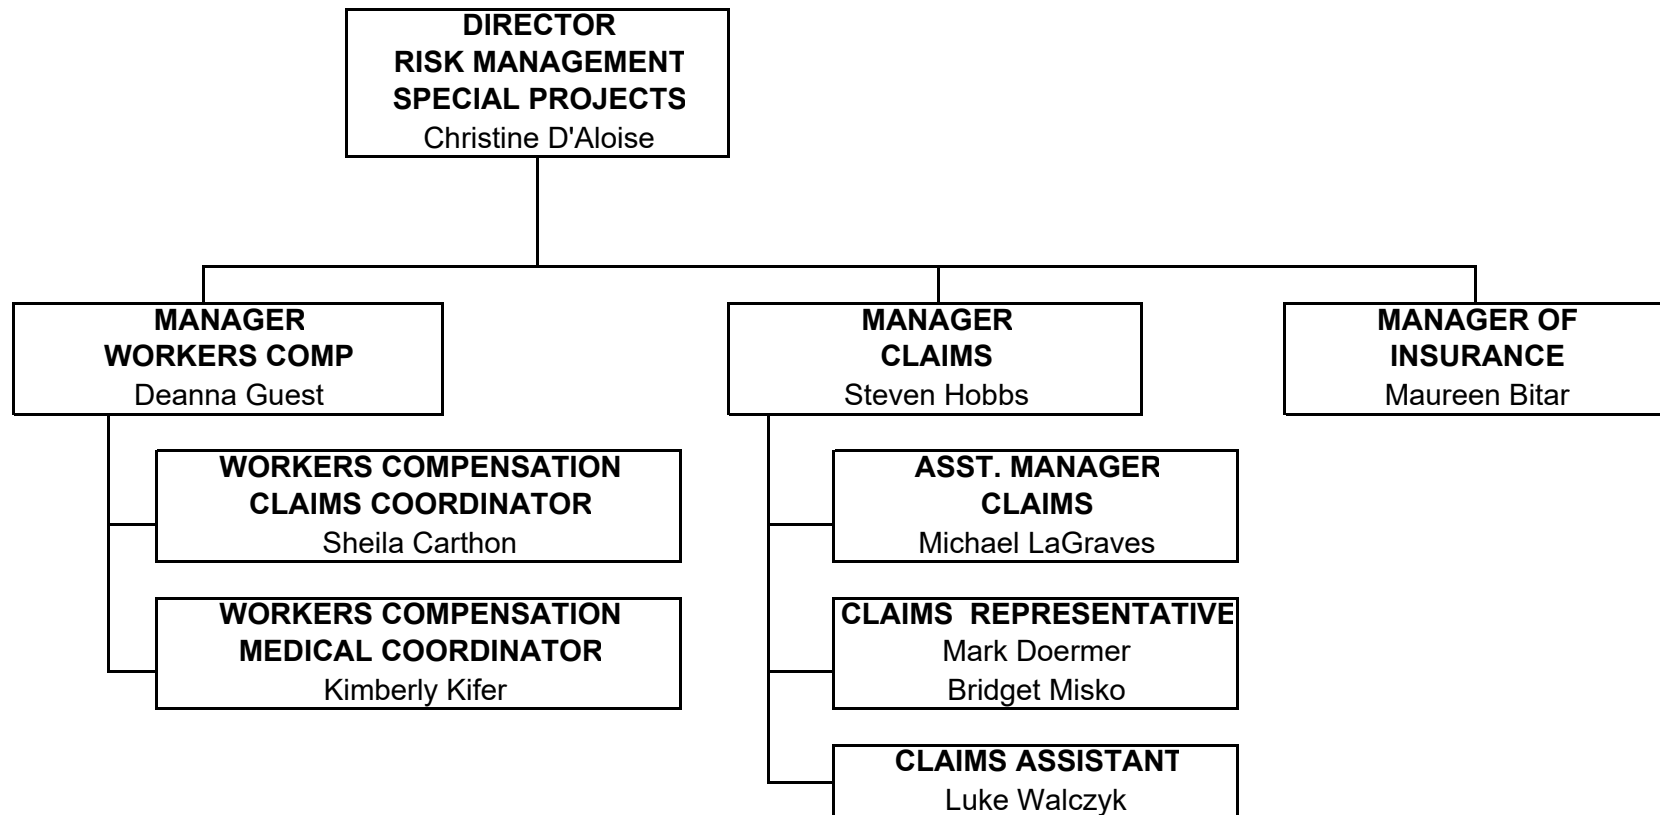 DIRECTOR
RISK MANAGEMENT
SPECIAL PROJECTS
Christine D'Aloise
MANAGER
WORKERS COMP
Deanna Guest
WORKERS COMPENSATION
CLAIMS COORDINATOR
Sheila Carthon
WORKERS COMPENSATION
MEDICAL COORDINATOR
Kimberly Kifer
MANAGER
CLAIMS
Steven Hobbs
ASST. MANAGER
CLAIMS
Michael LaGraves
CLAIMS  REPRESENTATIVE
Mark Doermer
Bridget Misko
CLAIMS ASSISTANT
Luke Walczyk
MANAGER OF
INSURANCE
Maureen Bitar